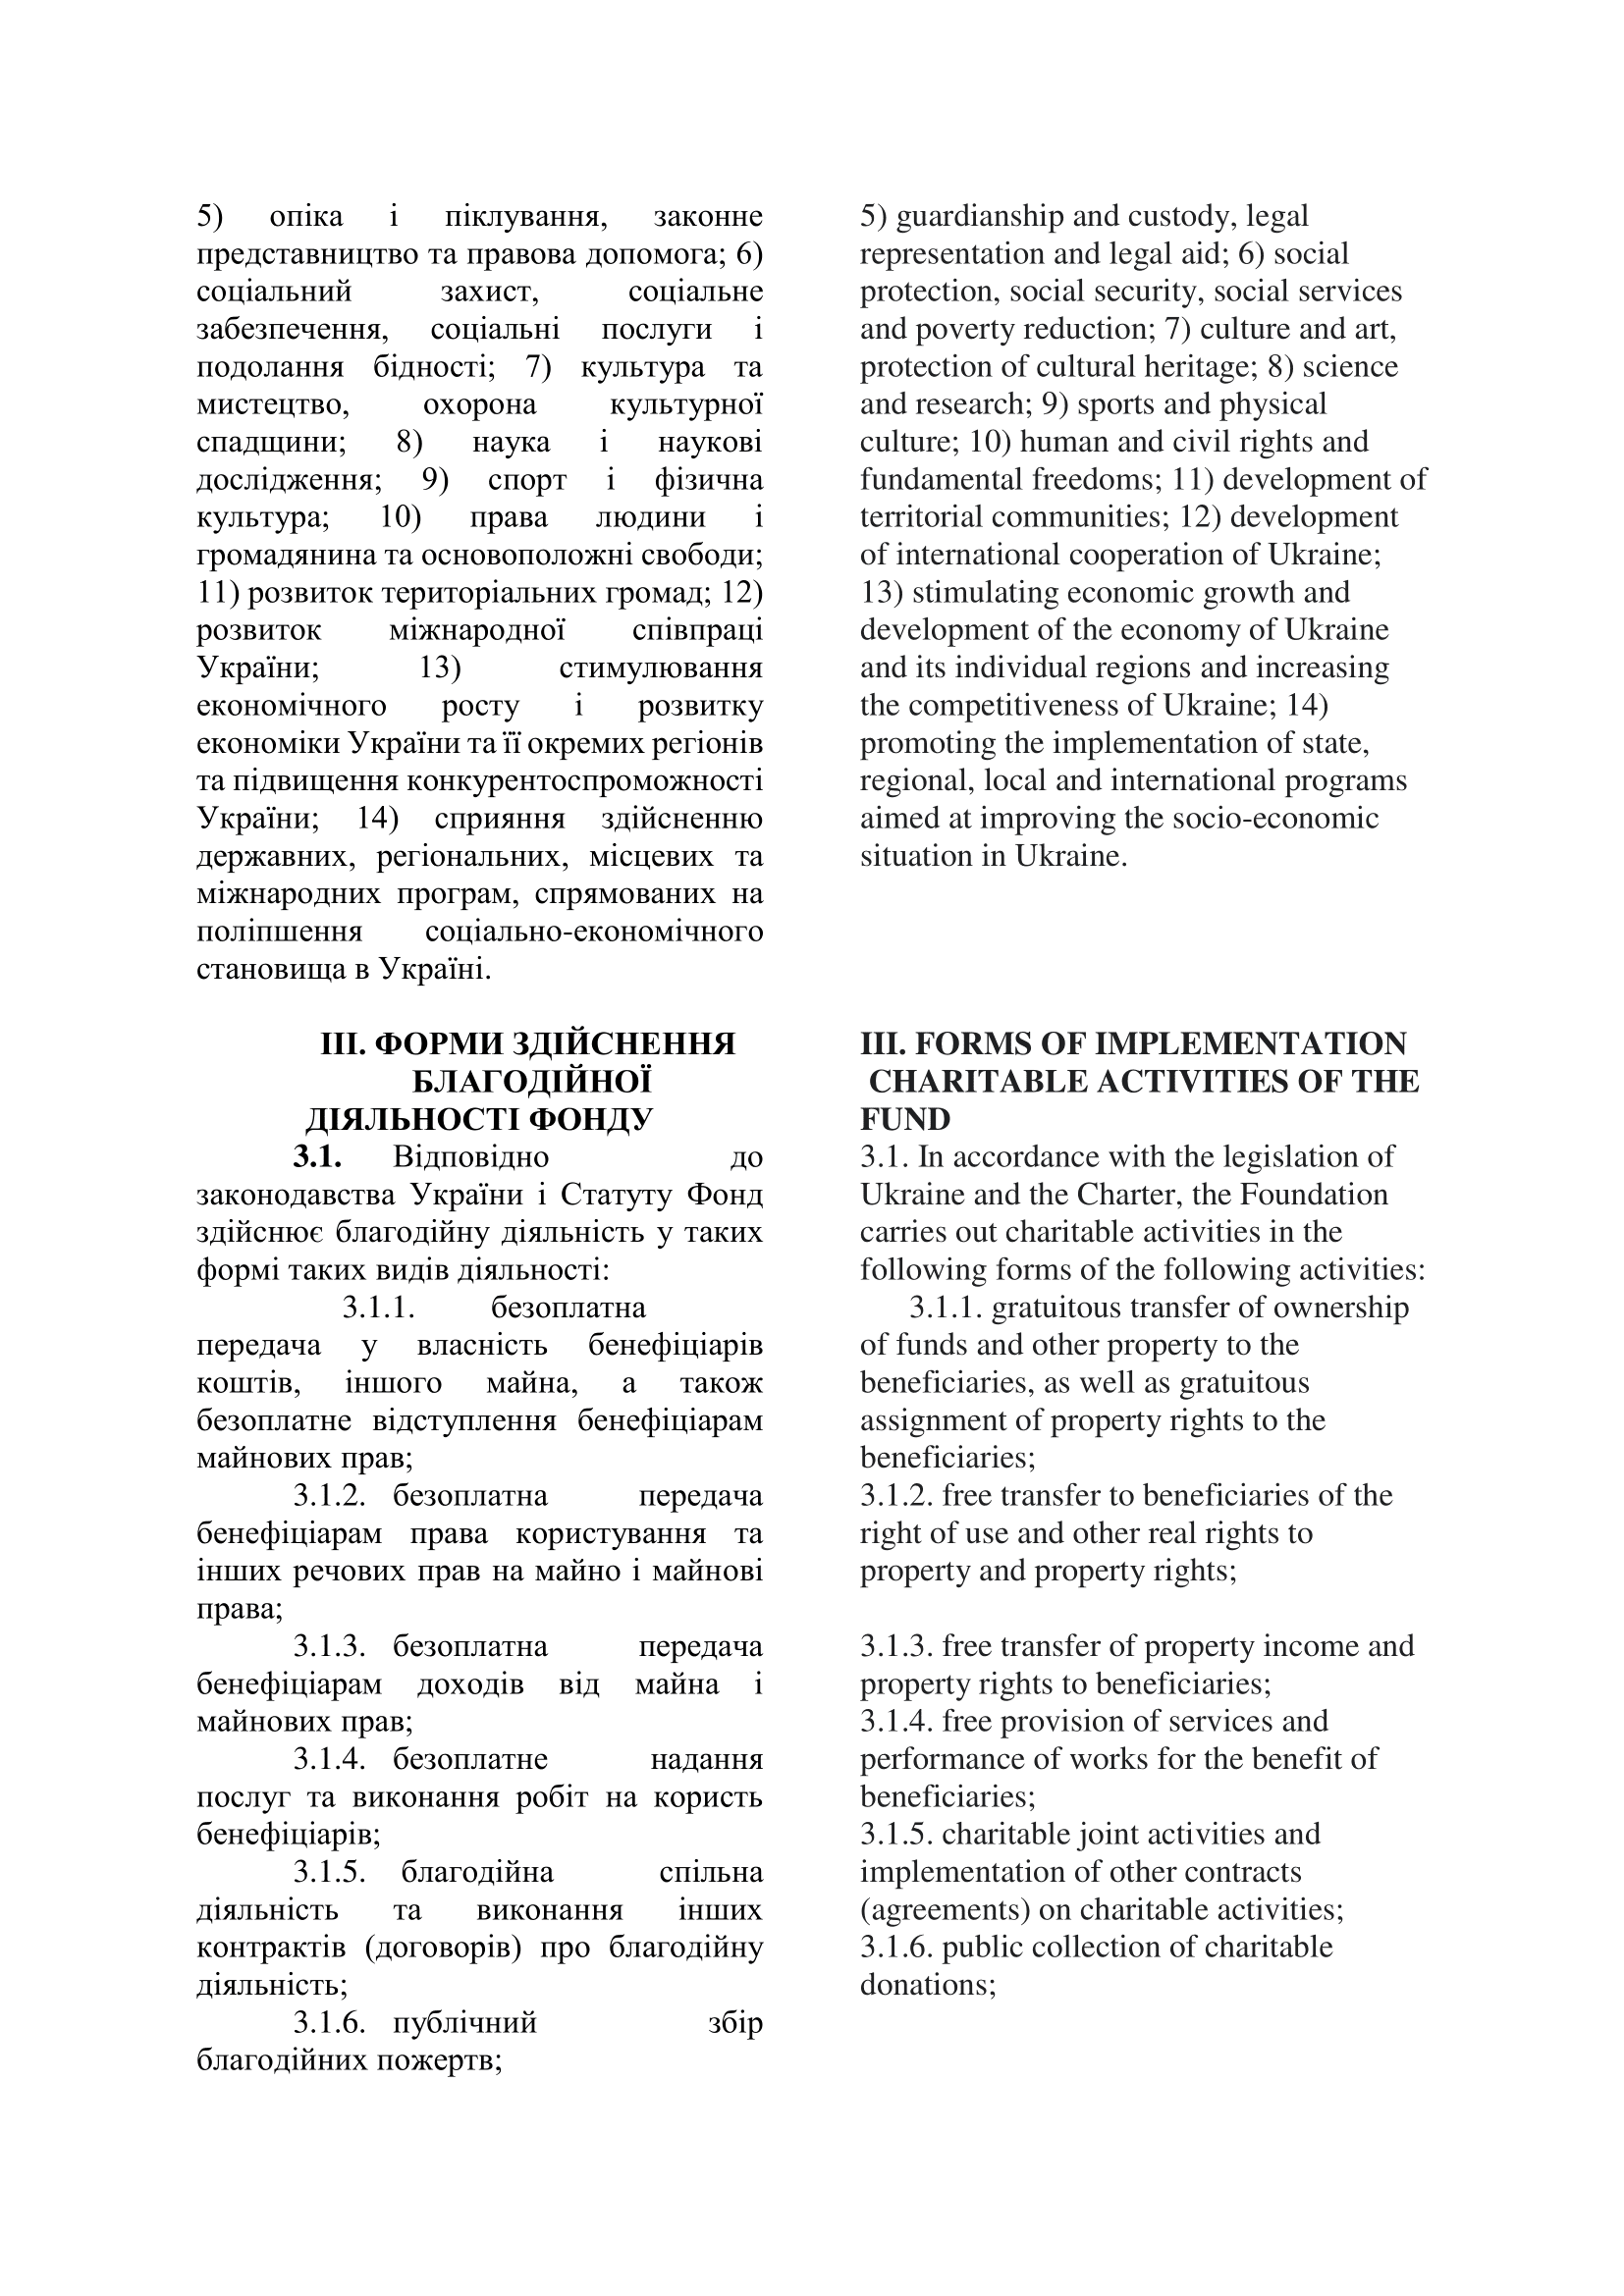 5) опіка і піклування, законне
представництво та правова допомога; 6)
соціальний захист, соціальне
забезпечення, соціальні послуги і
подолання бідності; 7) культура та
мистецтво, охорона культурної
спадщини; 8) наука і наукові
дослідження; 9) спорт і фізична
культура; 10) права людини і
громадянина та основоположні свободи;
11) розвиток територіальних громад; 12)
розвиток міжнародної співпраці
України; 13) стимулювання
економічного росту і розвитку
економіки України та її окремих регіонів
та підвищення конкурентоспроможності
України; 14) сприяння здійсненню
державних, регіональних, місцевих та
міжнародних програм, спрямованих на
поліпшення соціально-економічного
становища в Україні.
III. ФОРМИ ЗДІЙСНЕННЯ
БЛАГОДІЙНОЇ
ДІЯЛЬНОСТІ ФОНДУ
3.1. Відповідно до
законодавства України і Статуту Фонд
здійснює благодійну діяльність у таких
формі таких видів діяльності:
3.1.1. безоплатна
передача у власність бенефіціарів
коштів, іншого майна, а також
безоплатне відступлення бенефіціарам
майнових прав;
3.1.2. безоплатна передача
бенефіціарам права користування та
інших речових прав на майно і майнові
права;
3.1.3. безоплатна передача
бенефіціарам доходів від майна і
майнових прав;
3.1.4. безоплатне надання
послуг та виконання робіт на користь
бенефіціарів;
3.1.5. благодійна спільна
діяльність та виконання інших
контрактів (договорів) про благодійну
діяльність;
3.1.6. публічний збір
благодійних пожертв;
5) guardianship and custody, legal
representation and legal aid; 6) social
protection, social security, social services
and poverty reduction; 7) culture and art,
protection of cultural heritage; 8) science
and research; 9) sports and physical
culture; 10) human and civil rights and
fundamental freedoms; 11) development of
territorial communities; 12) development
of international cooperation of Ukraine;
13) stimulating economic growth and
development of the economy of Ukraine
and its individual regions and increasing
the competitiveness of Ukraine; 14)
promoting the implementation of state,
regional, local and international programs
aimed at improving the socio-economic
situation in Ukraine.
III. FORMS OF IMPLEMENTATION
CHARITABLE ACTIVITIES OF THE
FUND
3.1. In accordance with the legislation of
Ukraine and the Charter, the Foundation
carries out charitable activities in the
following forms of the following activities:
3.1.1. gratuitous transfer of ownership
of funds and other property to the
beneficiaries, as well as gratuitous
assignment of property rights to the
beneficiaries;
3.1.2. free transfer to beneficiaries of the
right of use and other real rights to
property and property rights;
3.1.3. free transfer of property income and
property rights to beneficiaries;
3.1.4. free provision of services and
performance of works for the benefit of
beneficiaries;
3.1.5. charitable joint activities and
implementation of other contracts
(agreements) on charitable activities;
3.1.6. public collection of charitable
donations;